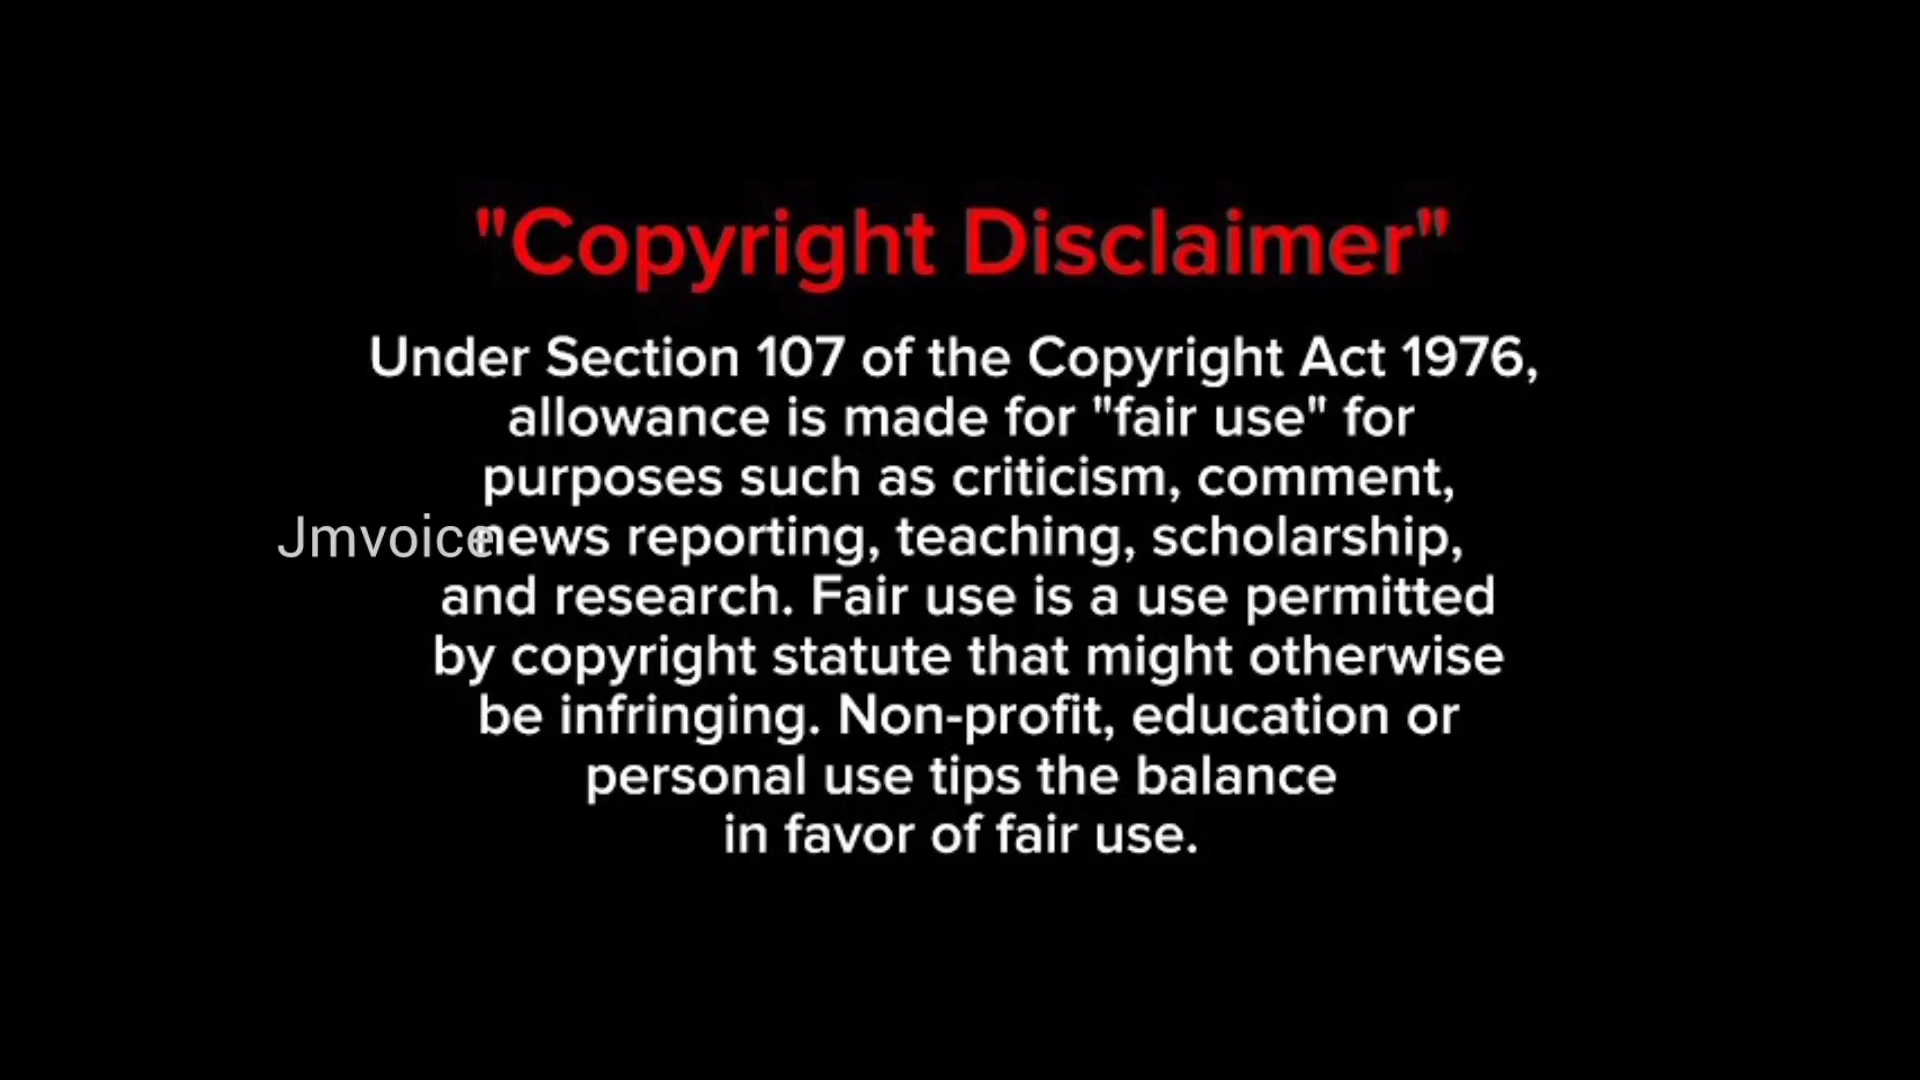 "Copyright Disclaimer"
Under Section 107 of the Copyright Act 1976,
allowance is made for "fair use" for
purposes such as criticism, comment,
Jmvoice
news reporting, teaching, scholarship,
and research. Fair use is a use permitted
by copyright statute that might otherwise
be infringing. Non-profit, education or
personal use tips the balance
in favor of fair use.